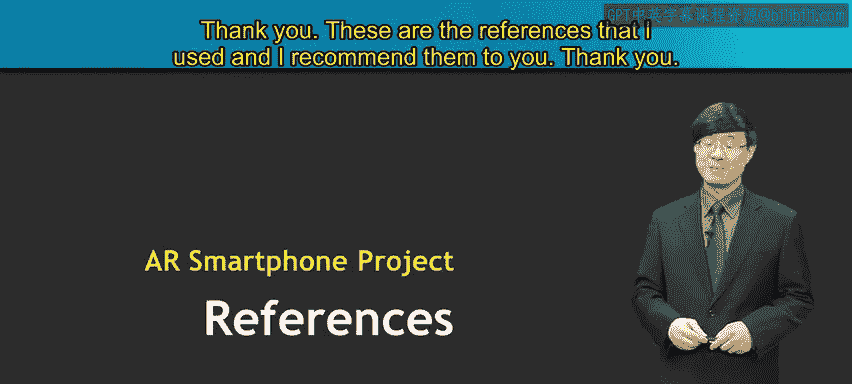 Thank you. These are the references that I
used and I recommend them to you. Thank you.
AR Smartphone Project
References